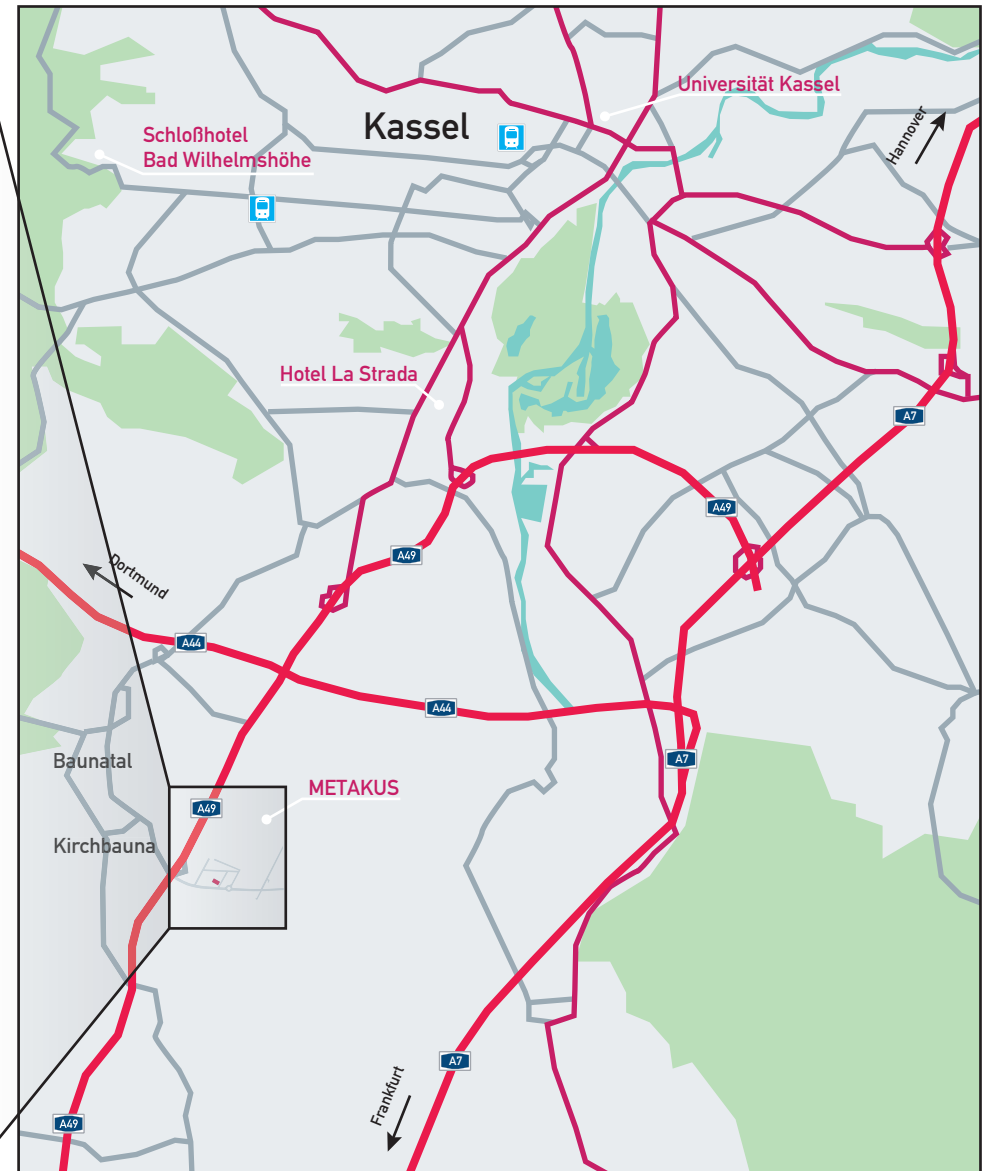 Universität Kassel
Kassel
Schloßhotel
Bad Wilhelmshöhe
Hannover
Hotel La Strada
A7
A49
A49
Dortmund
A44
A44
A7
Baunatal
METAKUS
A49
Kirchbauna
A7
Frankfurt
A49